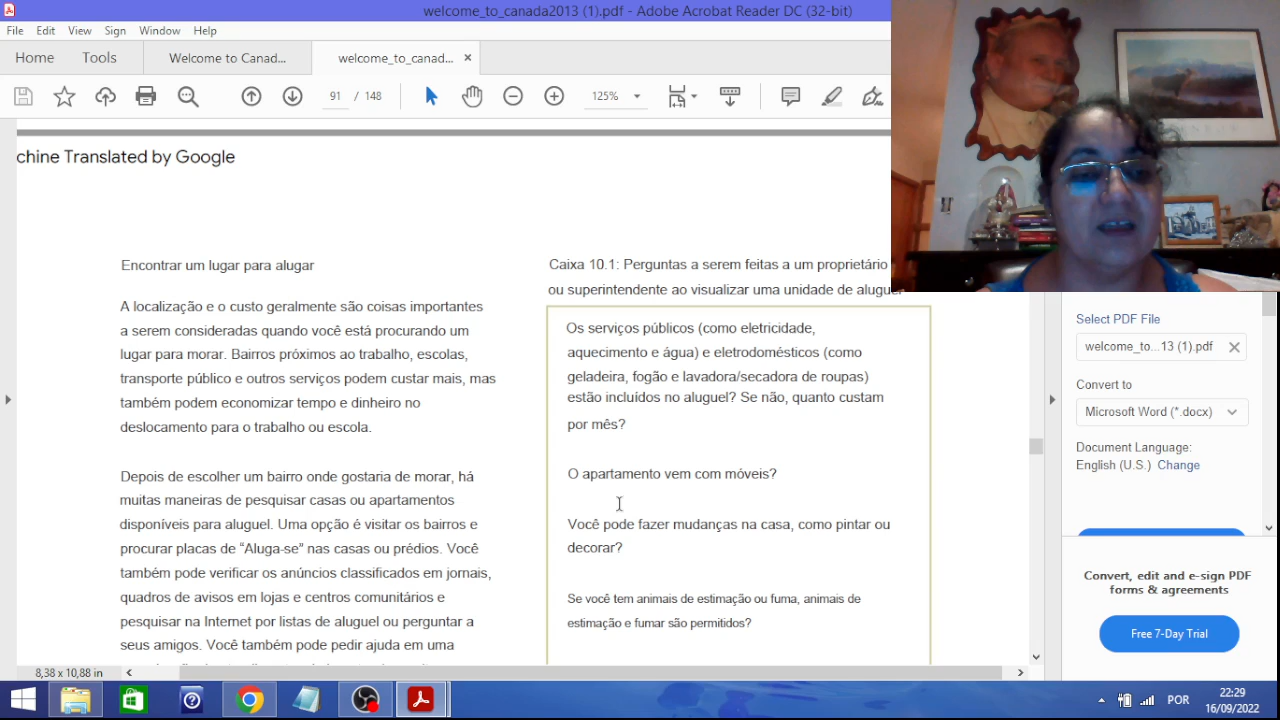 welcome_to_canada2013 (1).pdf - Adobe Acrobat Reader DC (32-bit)
File Edit View Sign Window Help
Home Tools Welcome to Canad... welcome_to_canad... ×
91 / 148 125%
chine Translated by Google
Encontrar um lugar para alugar
A localização e o custo geralmente são coisas importantes
a serem consideradas quando você está procurando um
lugar para morar. Bairros próximos ao trabalho, escolas,
transporte público e outros serviços podem custar mais, mas
também podem economizar tempo e dinheiro no
deslocamento para o trabalho ou escola.
Depois de escolher um bairro onde gostaria de morar, há
muitas maneiras de pesquisar casas ou apartamentos
disponíveis para aluguel. Uma opção é visitar os bairros e
procurar placas de “Aluga-se” nas casas ou prédios. Você
também pode verificar os anúncios classificados em jornais,
quadros de avisos em lojas e centros comunitários e
pesquisar na Internet por listas de aluguel ou perguntar a
seus amigos. Você também pode pedir ajuda em uma
Caixa 10.1: Perguntas a serem feitas a um proprietário
ou superintendente ao visualizar uma unidade de aluguel
Os serviços públicos (como eletricidade,
aquecimento e água) e eletrodomésticos (como
geladeira, fogão e lavadora/secadora de roupas)
estão incluídos no aluguel? Se não, quanto custam
por mês?
O apartamento vem com móveis?
Você pode fazer mudanças na casa, como pintar ou
decorar?
Se você tem animais de estimação ou fuma, animais de
estimação e fumar são permitidos?
Select PDF File
welcome_to...13 (1).pdf
Convert to
Microsoft Word (*.docx)
Document Language:
English (U.S.) Change
Convert, edit and e-sign PDF
forms & agreements
Free 7-Day Trial
8,38 x 10,88 in
POR
22:29
16/09/2022